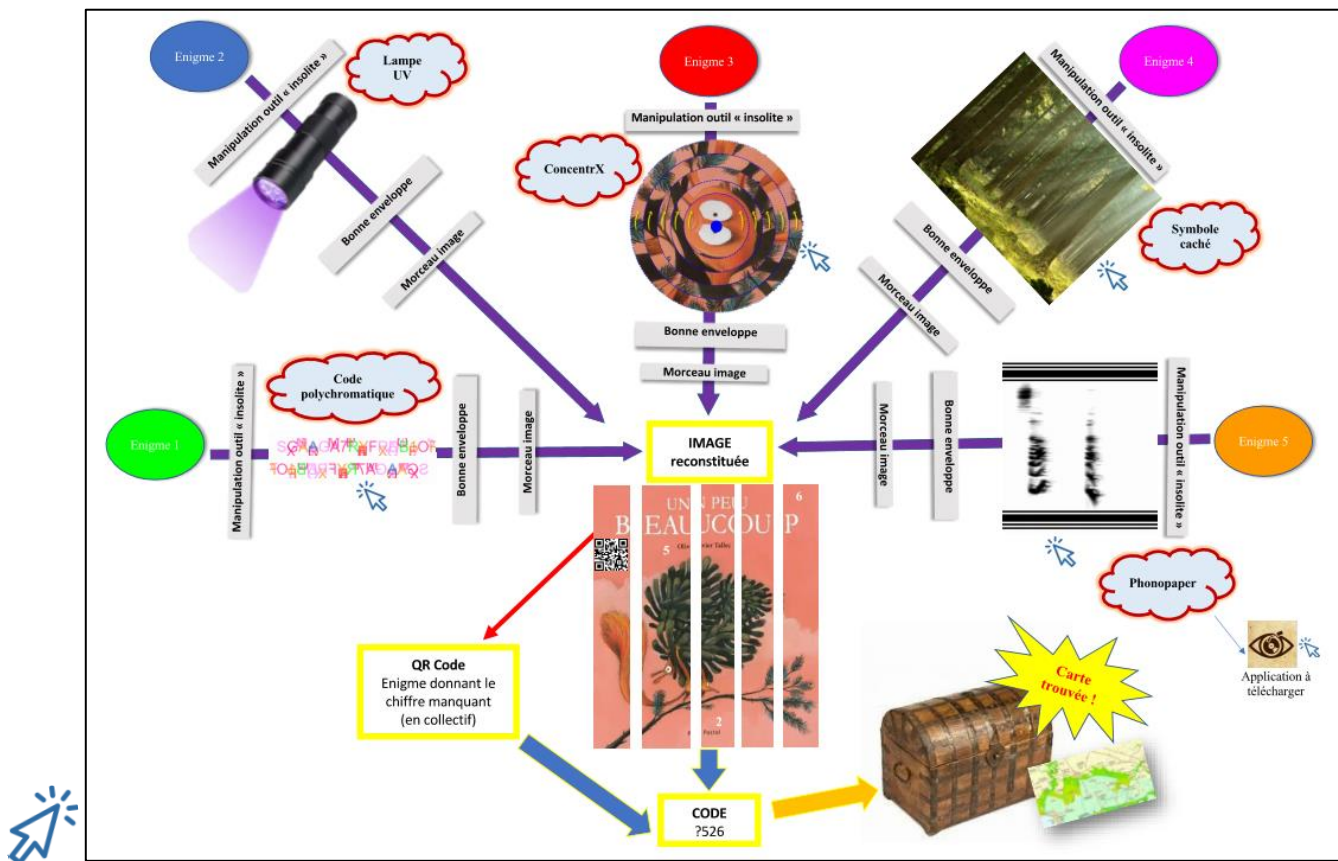 Enigme 2
Manipulation outil « insolite »
Lampe
UV
Bonne enveloppe
Morceau image
Enigme 3
Manipulation outil « insolite »
ConcentrX
Bonne enveloppe
Morceau image
Enigme 4
Manipulation outil « insolite »
Symbole
caché
Bonne enveloppe
Morceau image
Enigme 1
Manipulation outil « insolite »
Code
polychromatique
Bonne enveloppe
Morceau image
IMAGE
reconstituée
Morceau image
Bonne enveloppe
Manipulation outil « insolite »
Enigme 5
Phonopaper
Application à
télécharger
UN N PEU
6
BEAUCOUP
5
2
QR Code
Enigme donnant le
chiffre manquant
(en collectif)
Carte
trouvée !
CODE
?526